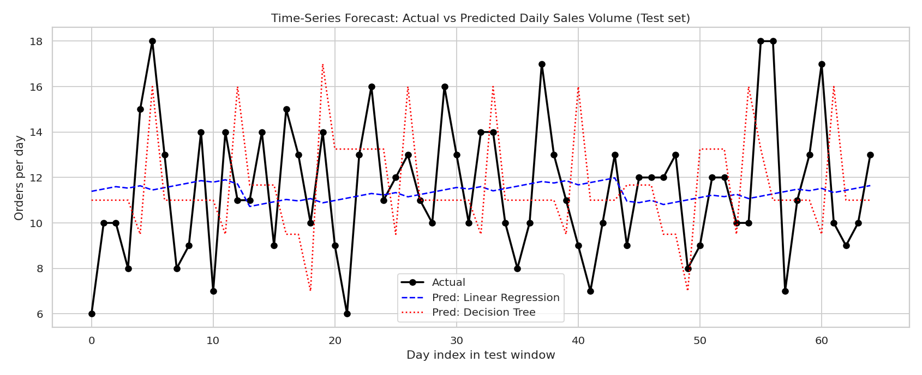 Time-Series Forecast: Actual vs Predicted Daily Sales Volume (Test set)
Orders per day
18
16
14
12
10
8
6
Actual
Pred: Linear Regression
Pred: Decision Tree
0 10 20 30 40 50 60
Day index in test window